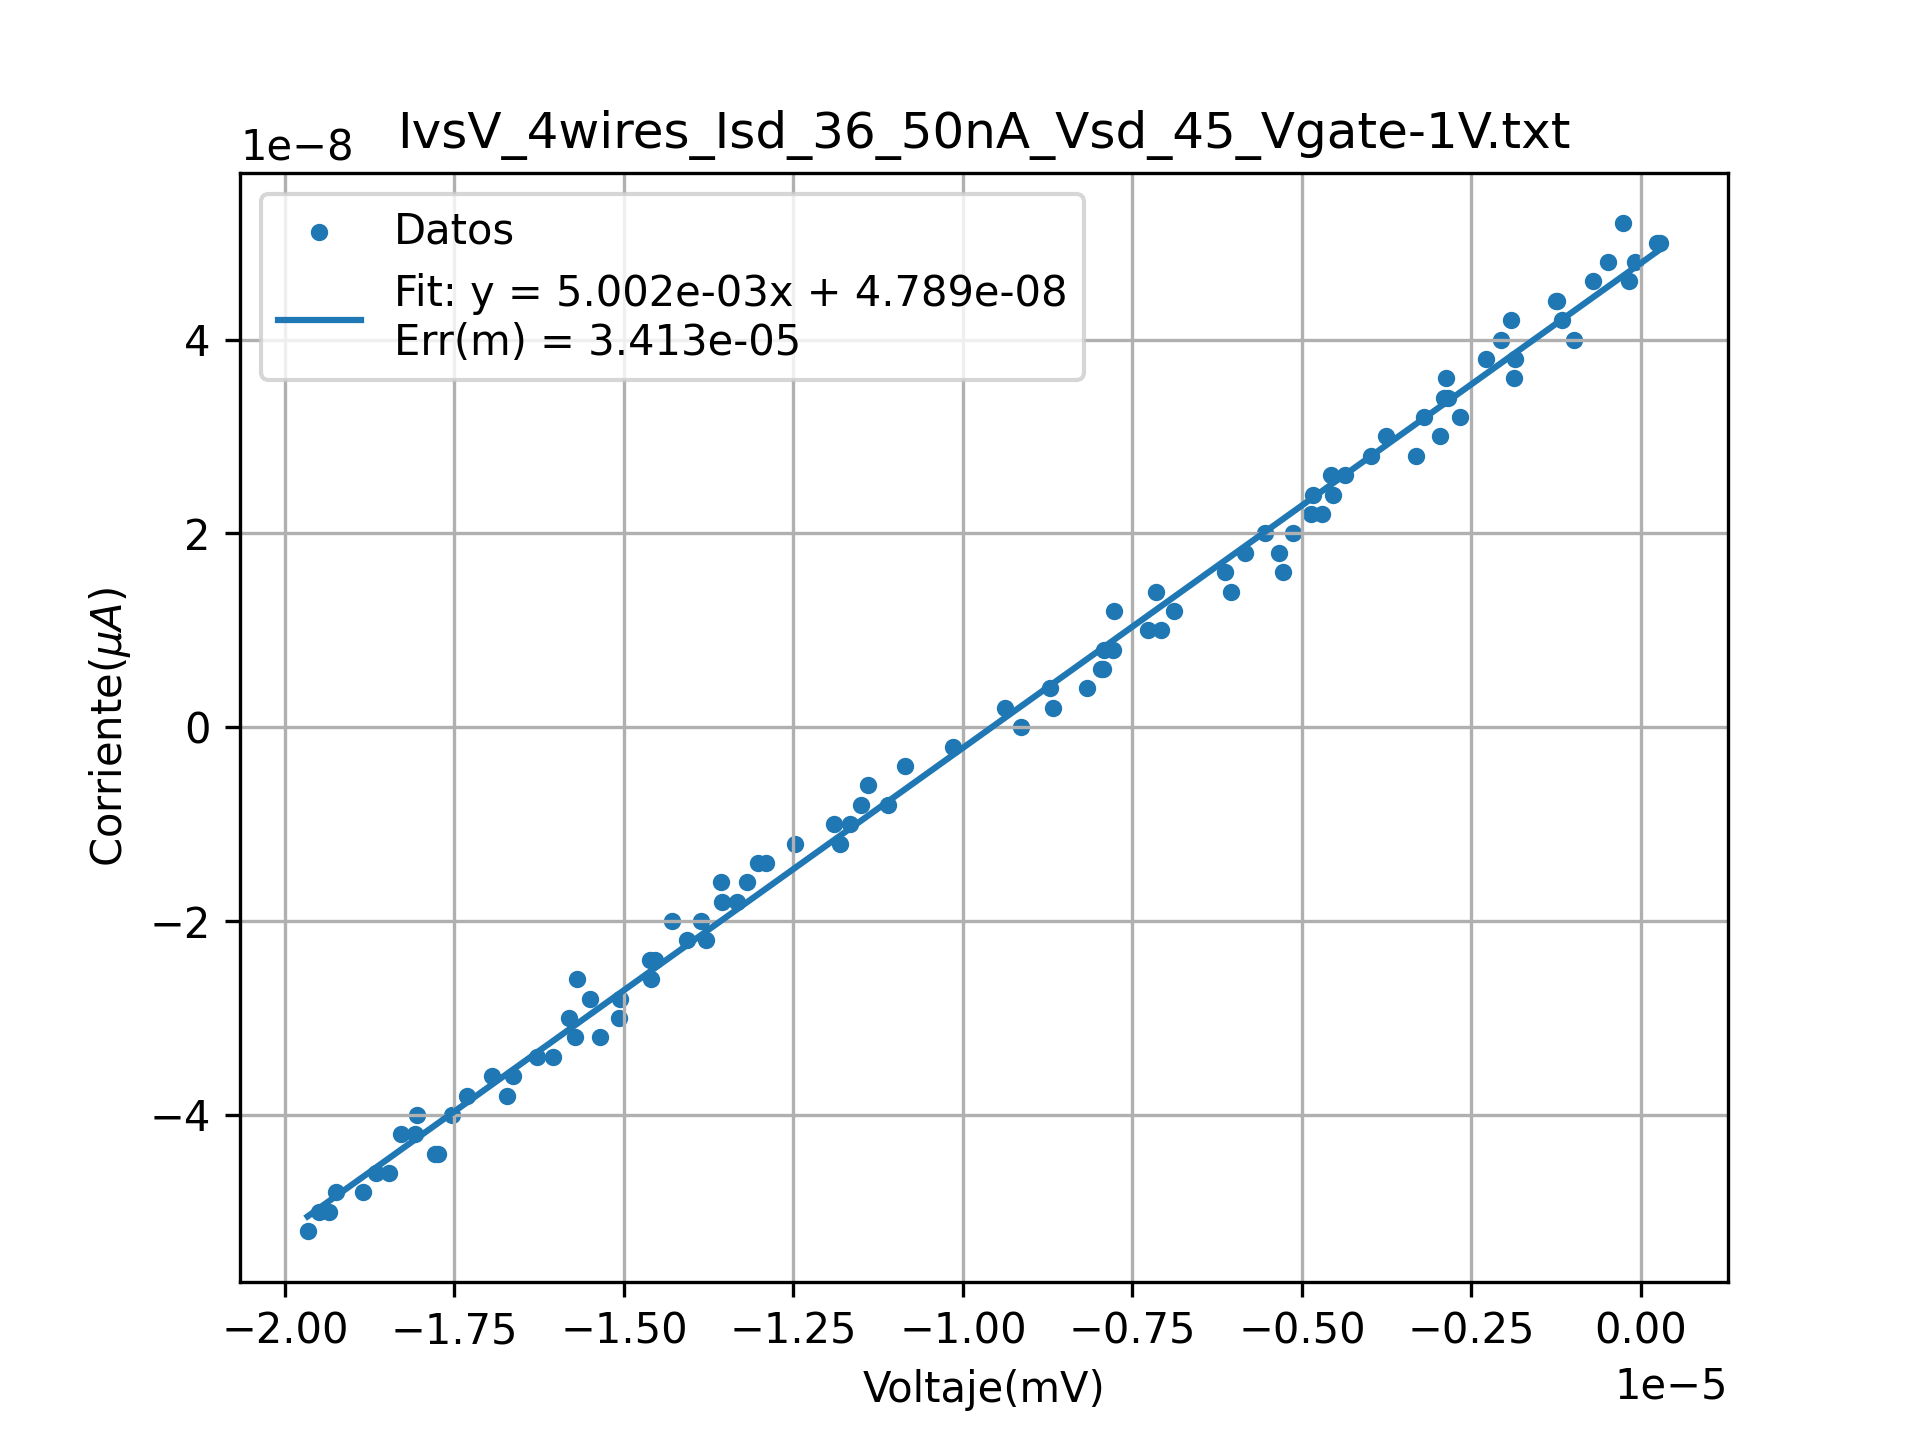 IvsV_4wires_Isd_36_50nA_Vsd_45_Vgate-1V.txt
1e−8
Datos
Fit: y = 5.002e-03x + 4.789e-08
Err(m) = 3.413e-05
4
2
0
−2
−4
Corriente(μA)
−2.00 −1.75 −1.50 −1.25 −1.00 −0.75 −0.50 −0.25 0.00
1e−5
Voltaje(mV)